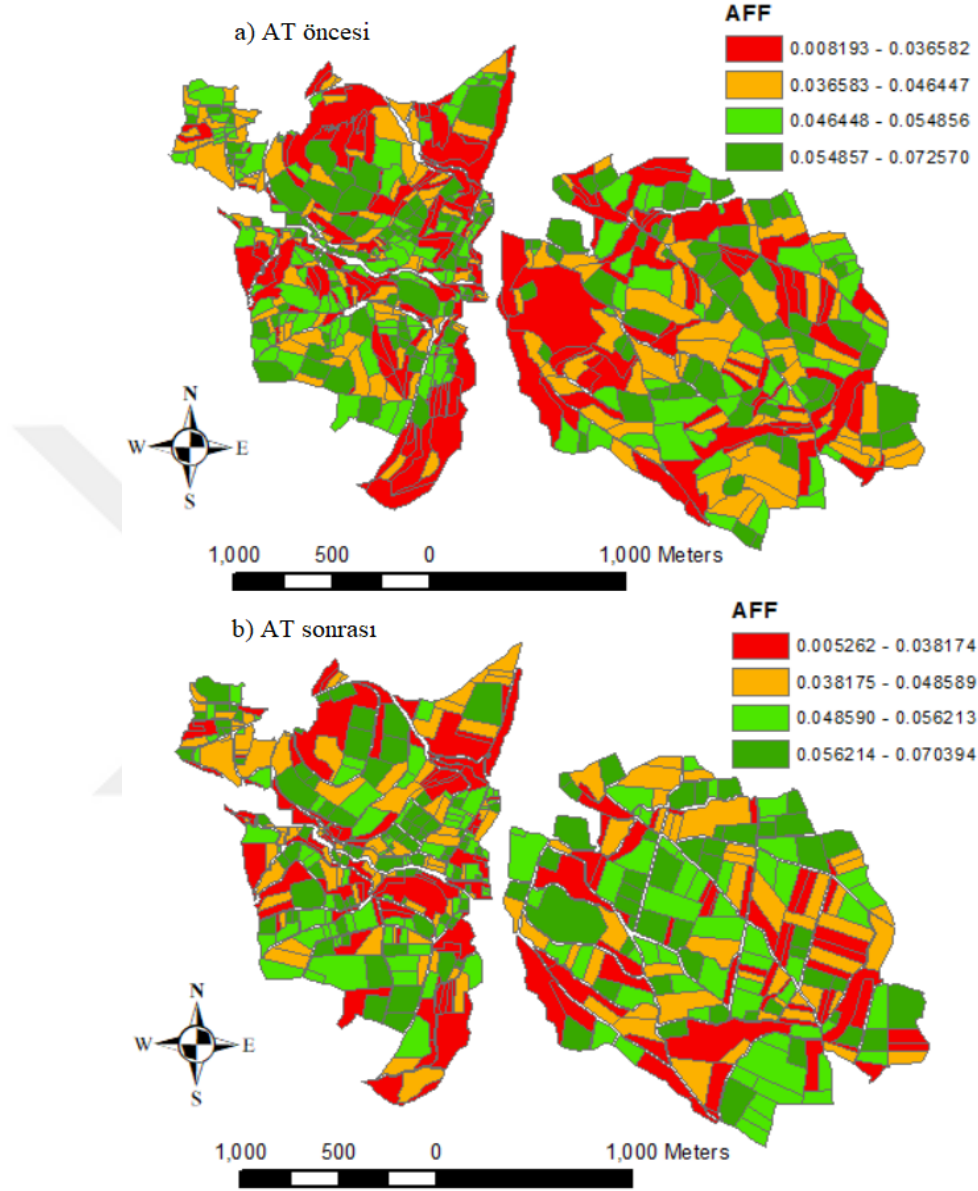 a) AT öncesi
AFF
0.008193 - 0.036582
0.036583 - 0.046447
0.046448 - 0.054856
0.054857 - 0.072570
N
W E
S
1,000 500 0 1,000 Meters
b) AT sonrası
AFF
0.005262 - 0.038174
0.038175 - 0.048589
0.048590 - 0.056213
0.056214 - 0.070394
N
W E
S
1,000 500 0 1,000 Meters